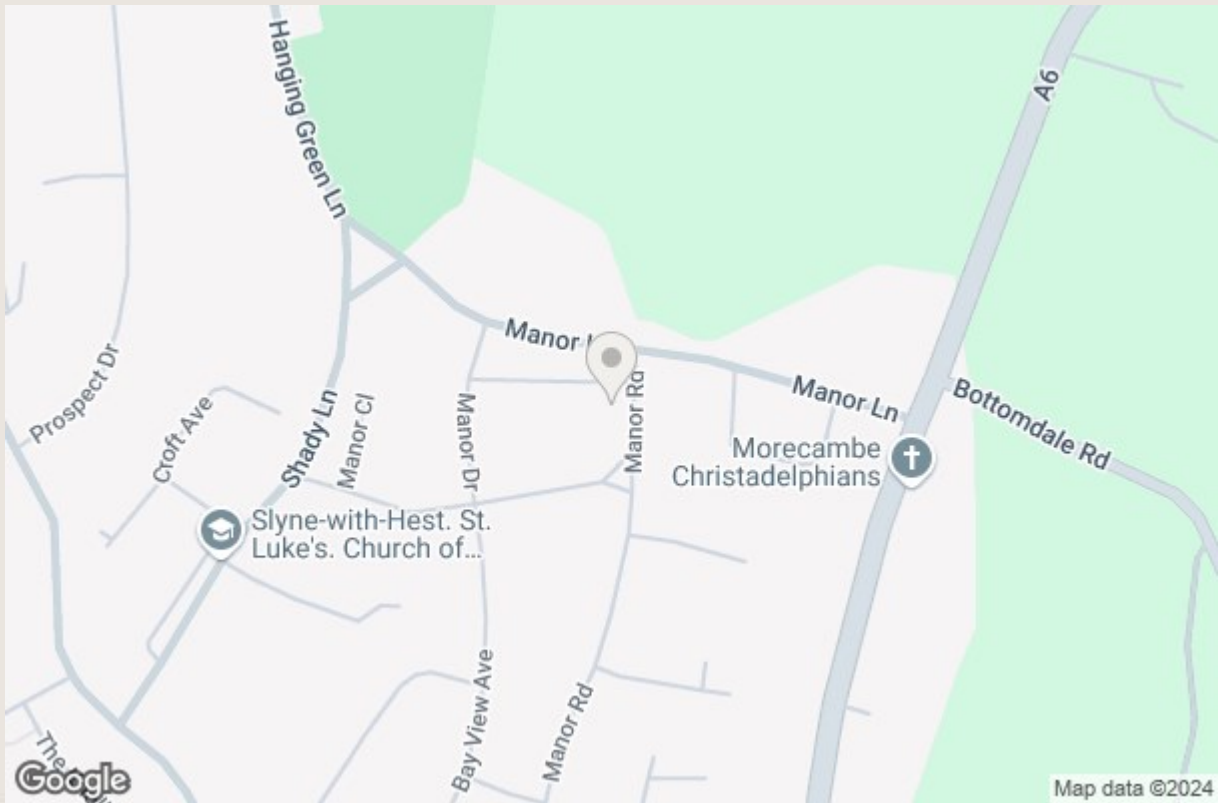 Hanging Green Ln
A6
Prospect Dr
Croft Ave
Shady Ln
Manor Cl
Manor Dr
Manor
Manor Rd
Manor Ln
Bottomdale Rd
Morecambe
Christadelphians
Slyne-with-Hest. St.
Luke's. Church of...
Bay View Ave
Manor Rd
The
Google
Map data ©2024